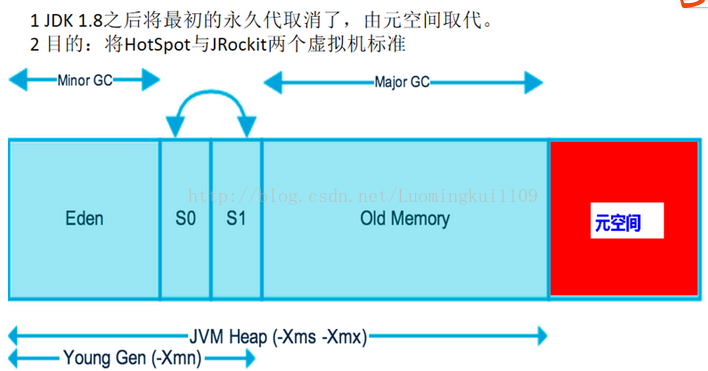 1 JDK 1.8之后将最初的永久代取消了，由元空间取代。
2 目的：将HotSpot与JRockit两个虚拟机标准
Minor GC
Major GC
http://blog.csdn.net/Luomingkui1109
Eden
S0
S1
Old Memory
元空间
JVM Heap (-Xms -Xmx)
Young Gen (-Xmn)